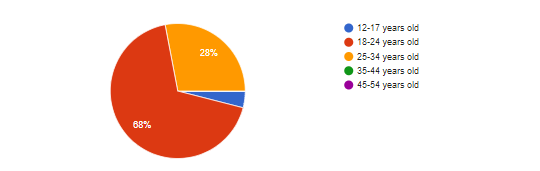 28%
68%
12-17 years old
18-24 years old
25-34 years old
35-44 years old
45-54 years old